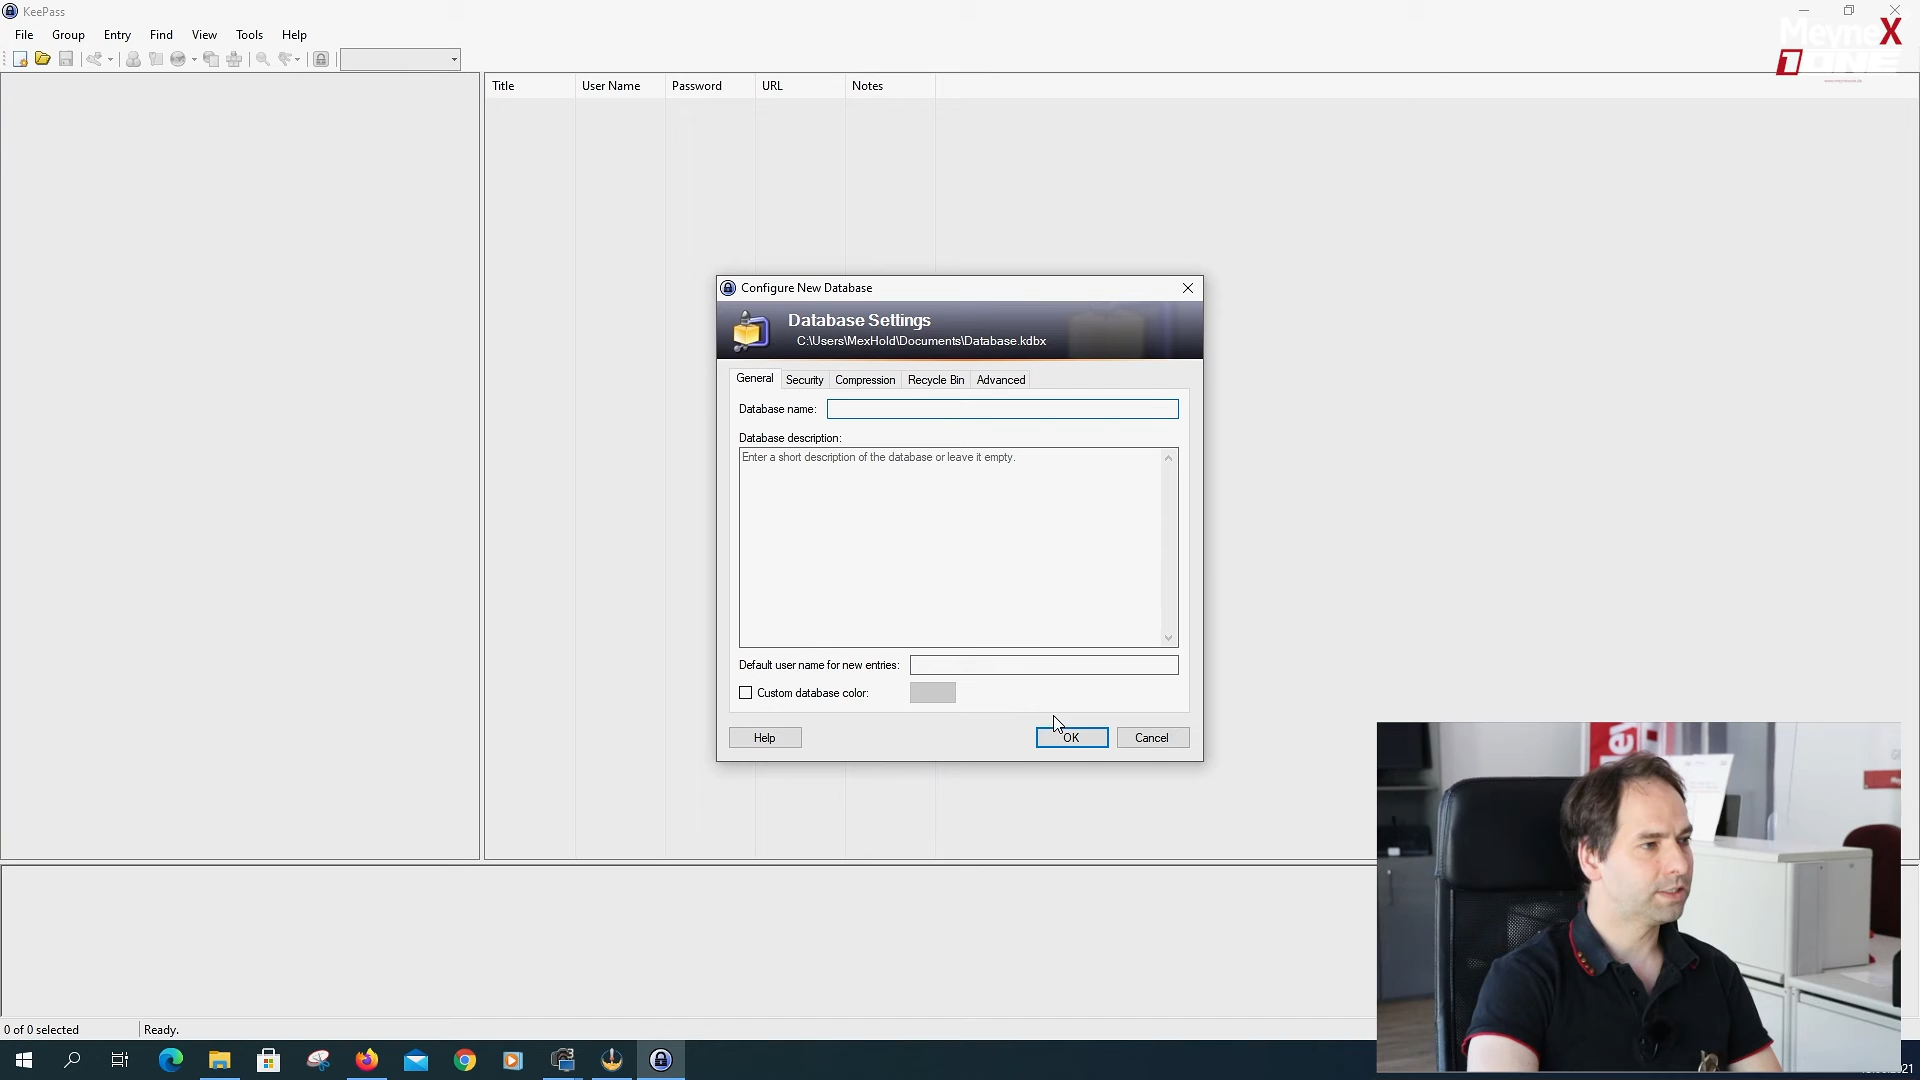 KeePass
File Group Entry Find View Tools Help
MeyneX
1ONE
Title User Name Password URL Notes
Configure New Database
Database Settings
C:\Users\MexHold\Documents\Database.kdbx
General Security Compression Recycle Bin Advanced
Database name:
Database description:
Enter a short description of the database or leave it empty.
Default user name for new entries:
Custom database color:
Help OK Cancel
0 of 0 selected Ready.